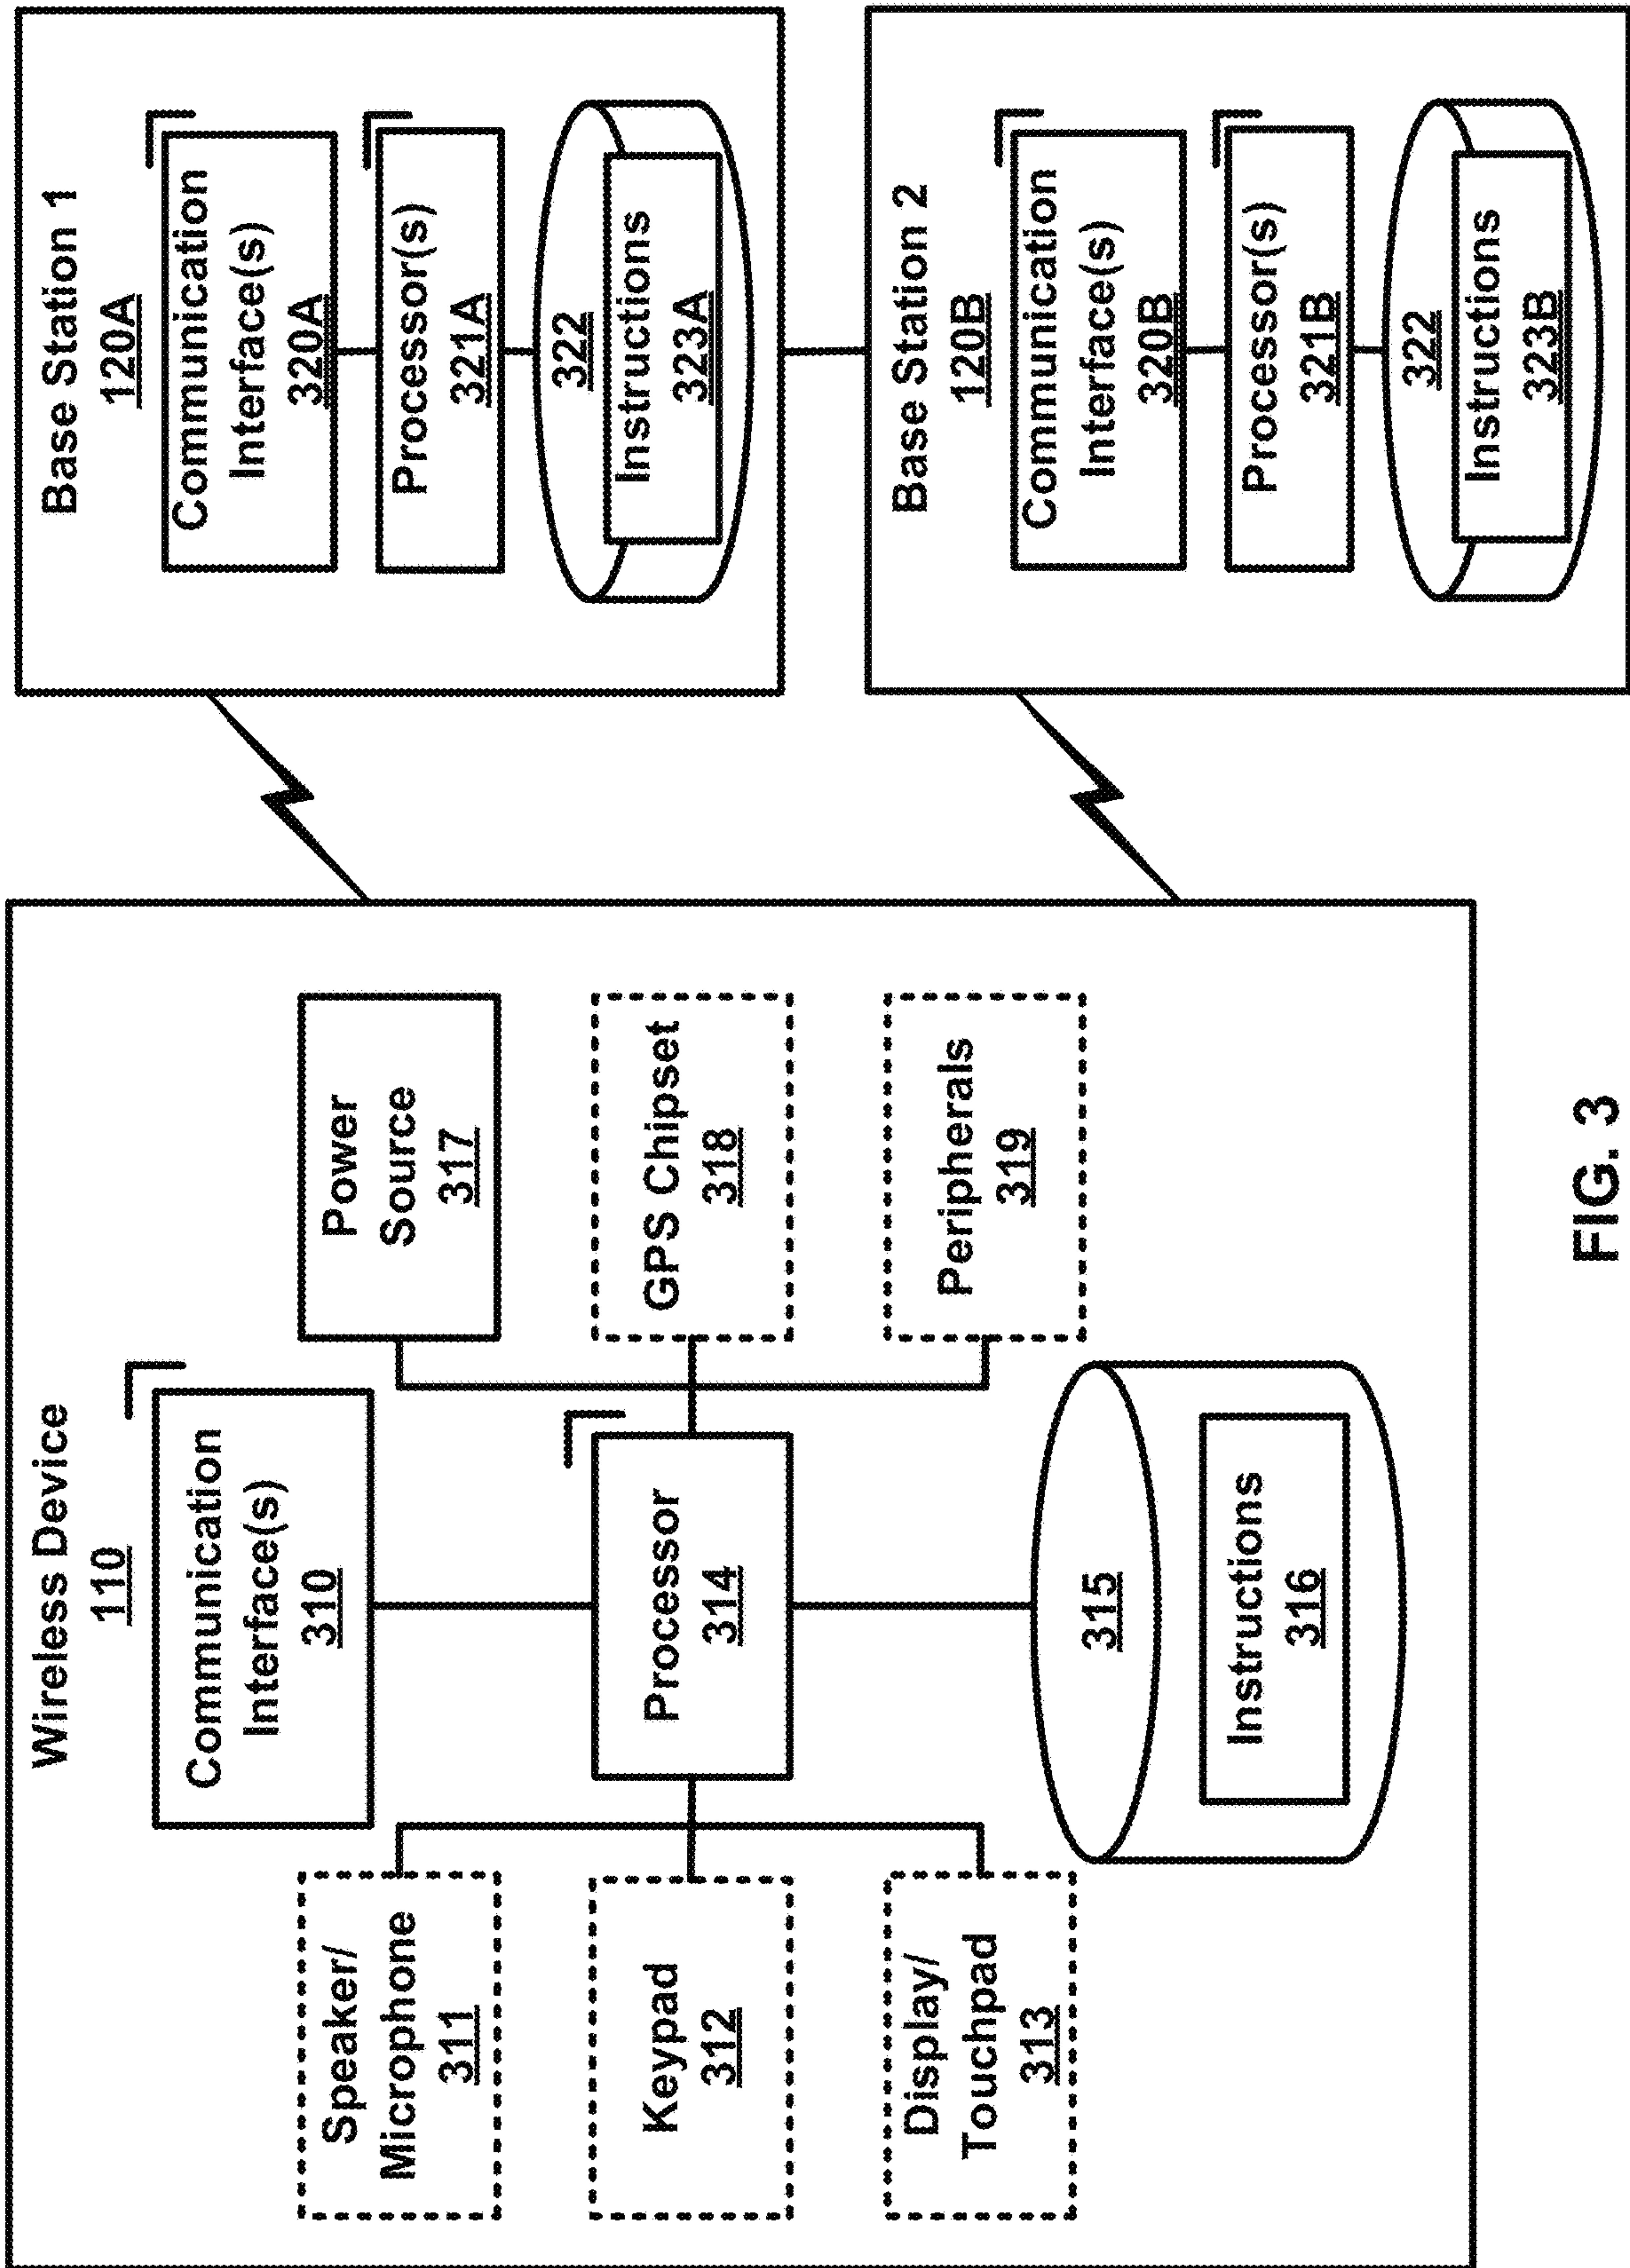 Wireless Device
110
Communication
Interface(s)
310
Speaker/
Microphone
311
Keypad
312
Display/
Touchpad
313
Processor
314
Power
Source
317
GPS Chipset
318
Peripherals
319
315
Instructions
316
Base Station 1
120A
Communication
Interface(s)
320A
Processor(s)
321A
322
Instructions
323A
Base Station 2
120B
Communication
Interface(s)
320B
Processor(s)
321B
322
Instructions
323B
FIG. 3